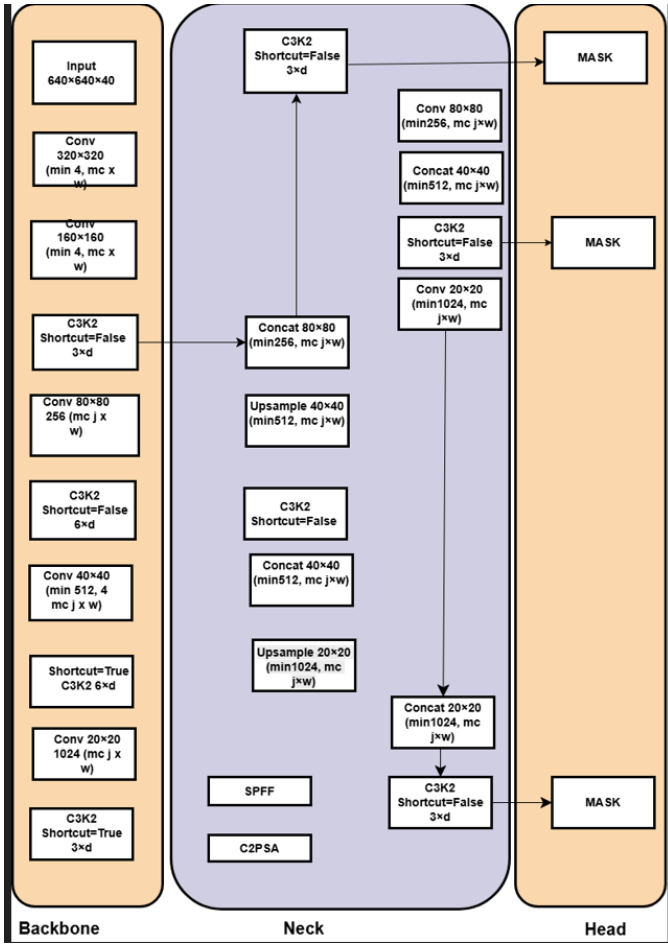 Input
640×640×40
Conv
320×320
(min 4, mc x
w)
Conv
160×160
(min 4, mc x
w)
C3K2
Shortcut=False
3×d
Conv 80×80
256 (mc j x
w)
C3K2
Shortcut=False
6×d
Conv 40×40
(min 512, 4
mc j x w)
Shortcut=True
C3K2 6×d
Conv 20×20
1024 (mc j x
w)
C3K2
Shortcut=True
3×d
Backbone
C3K2
Shortcut=False
3×d
Concat 80×80
(min256, mc j×w)
Upsample 40×40
(min512, mc j×w)
C3K2
Shortcut=False
Concat 40×40
(min512, mc j×w)
Upsample 20×20
(min1024, mc
j×w)
SPFF
C2PSA
Conv 80×80
(min256, mc j×w)
Concat 40×40
(min512, mc j×w)
C3K2
Shortcut=False
3×d
Conv 20×20
(min1024, mc
j×w)
Concat 20×20
(min1024, mc
j×w)
C3K2
Shortcut=False
3×d
Neck
MASK
MASK
MASK
Head